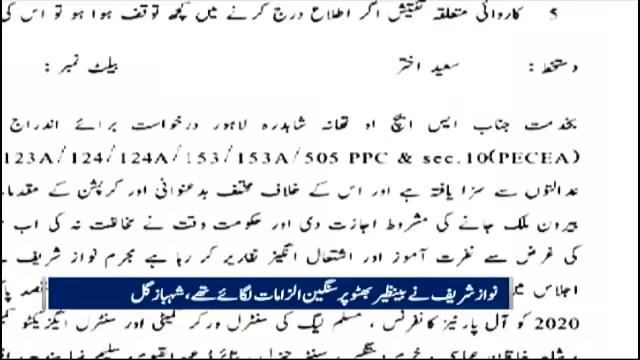 5 کاروائی متعلقہ تفتیش اگر اطلاع درج کرنے میں کچھ توقف ہوا ہو تو اس کی
دستخط : سعید اختر بیلٹ نمبر :
بخدمت جناب ایس ایچ او تھانہ شاہدرہ لاہور درخواست برائے اندراج
123A/124/124A/153/153A/505 PPC & sec.10(PECEA)
عدالتوں سے سزا یافتہ ہے اور اس کے خلاف مختلف بدعنوانی اور کرپشن کے مقدما
بیرون ملک جانے کی مشروط اجازت دی اور حکومت وقت نے مخالفت نہ کی اب
کی غرض سے نفرت آموز اور اشتعال انگیز تقاریر کر رہا ہے مجرم نواز شریف
اجلاس میں
نواز شریف نے بینظیر بھٹو پر سنگین الزامات لگائے تھے، شہباز گل
2020 کو آل پارٹیز کانفرنس ، مسلم لیگ کی سنٹرل ورکر کمیٹی اور سنٹرل ایگزیکٹو کمیٹی